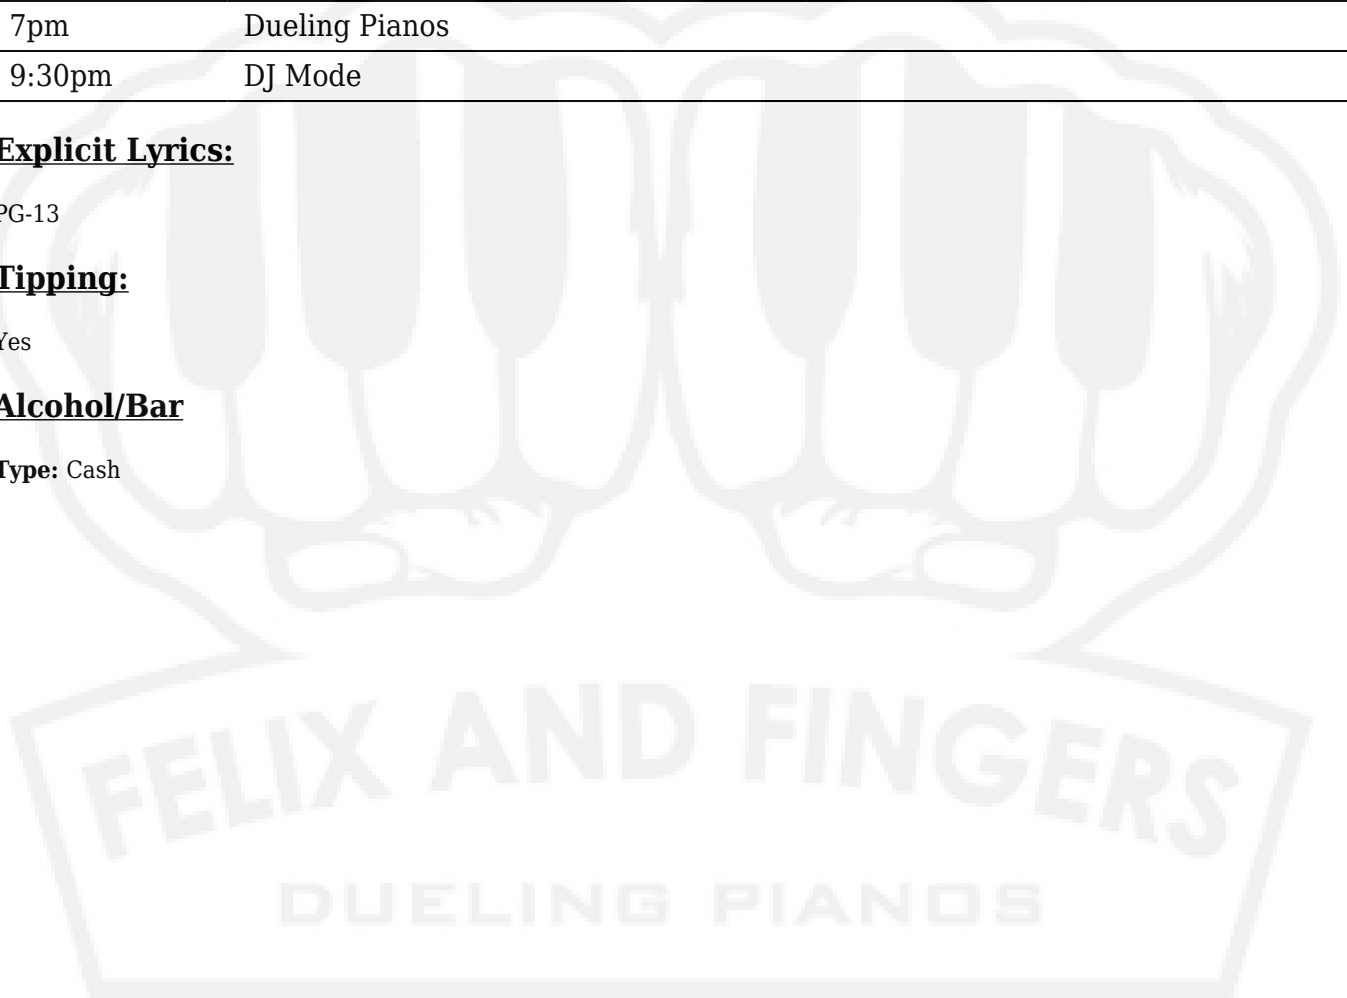 7pm Dueling Pianos
9:30pm DJ Mode
Explicit Lyrics:
PG-13
Tipping:
Yes
Alcohol/Bar
Type: Cash
FELIX AND FINGERS
DUELING PIANOS